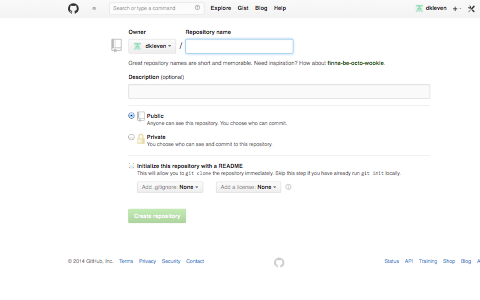 Search or type a command Explore Gist Blog Help dkleven
Owner Repository name
dkleven /
Great repository names are short and memorable. Need inspiration? How about finna-be-octo-wookie.
Description (optional)
Public
Anyone can see this repository. You choose who can commit.
Private
You choose who can see and commit to this repository.
Initialize this repository with a README
This will allow you to git clone the repository immediately. Skip this step if you have already run git init locally.
Add .gitignore: None Add a license: None
Create repository
© 2014 GitHub, Inc. Terms Privacy Security Contact Status API Training Shop Blog